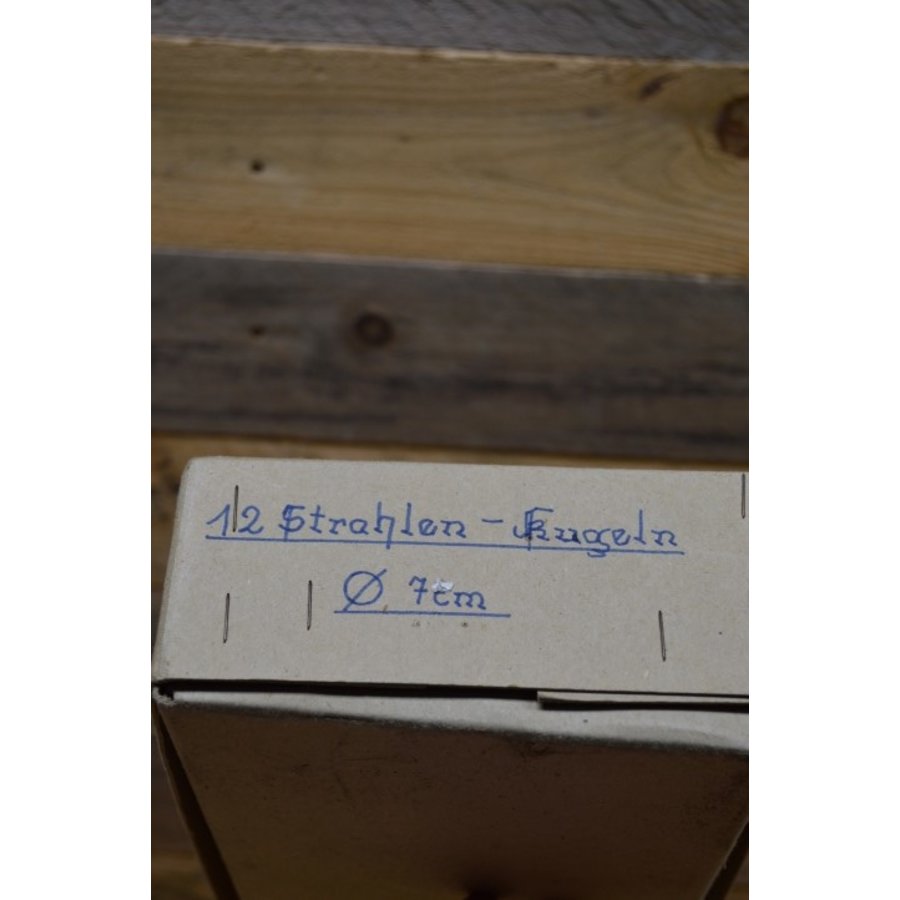 12 Strahlen - Kugeln
Ø 7cm